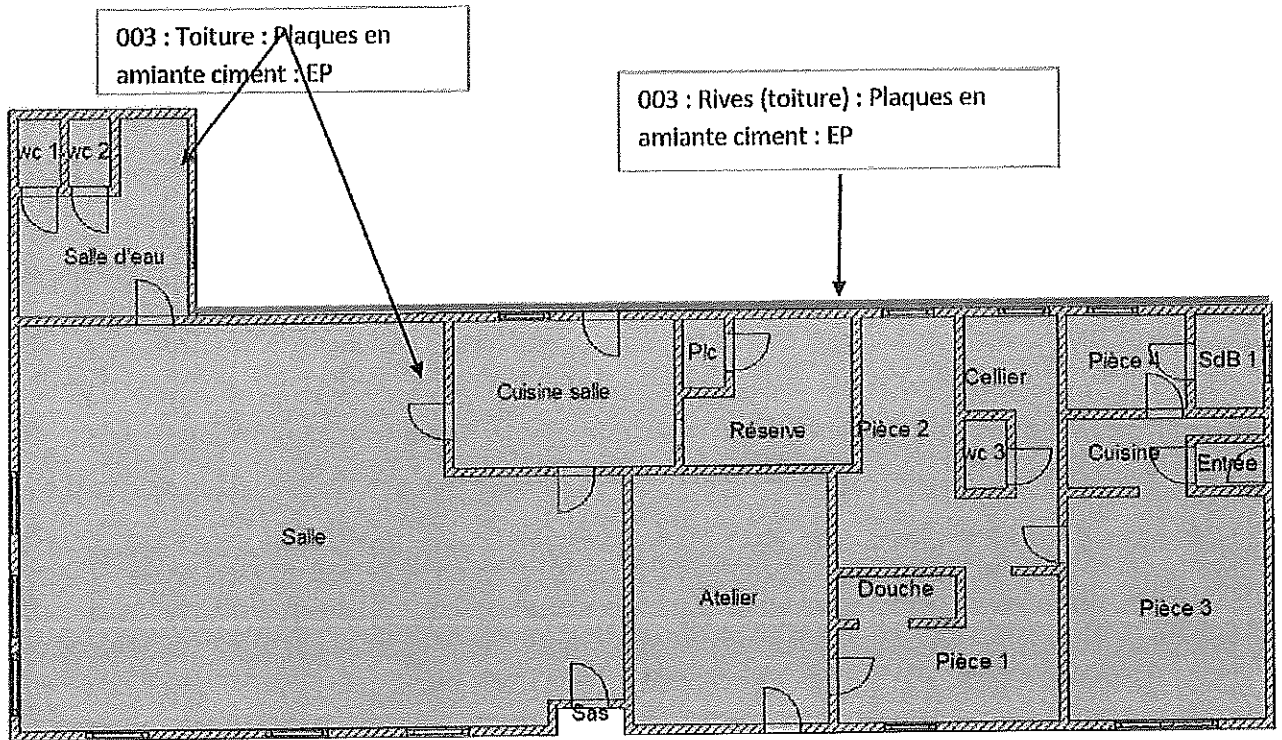 003 : Toiture : Plaques en
amiante ciment : EP
003 : Rives (toiture) : Plaques en
amiante ciment : EP
wc 1
wc 2
Salle d'eau
Cuisine salle
Plc
Réserve
Pièce 2
Cellier
wc 3
Pièce 4
SdB 1
Cuisine
Entrée
Salle
Atelier
Douche
Pièce 1
Pièce 3
Sas